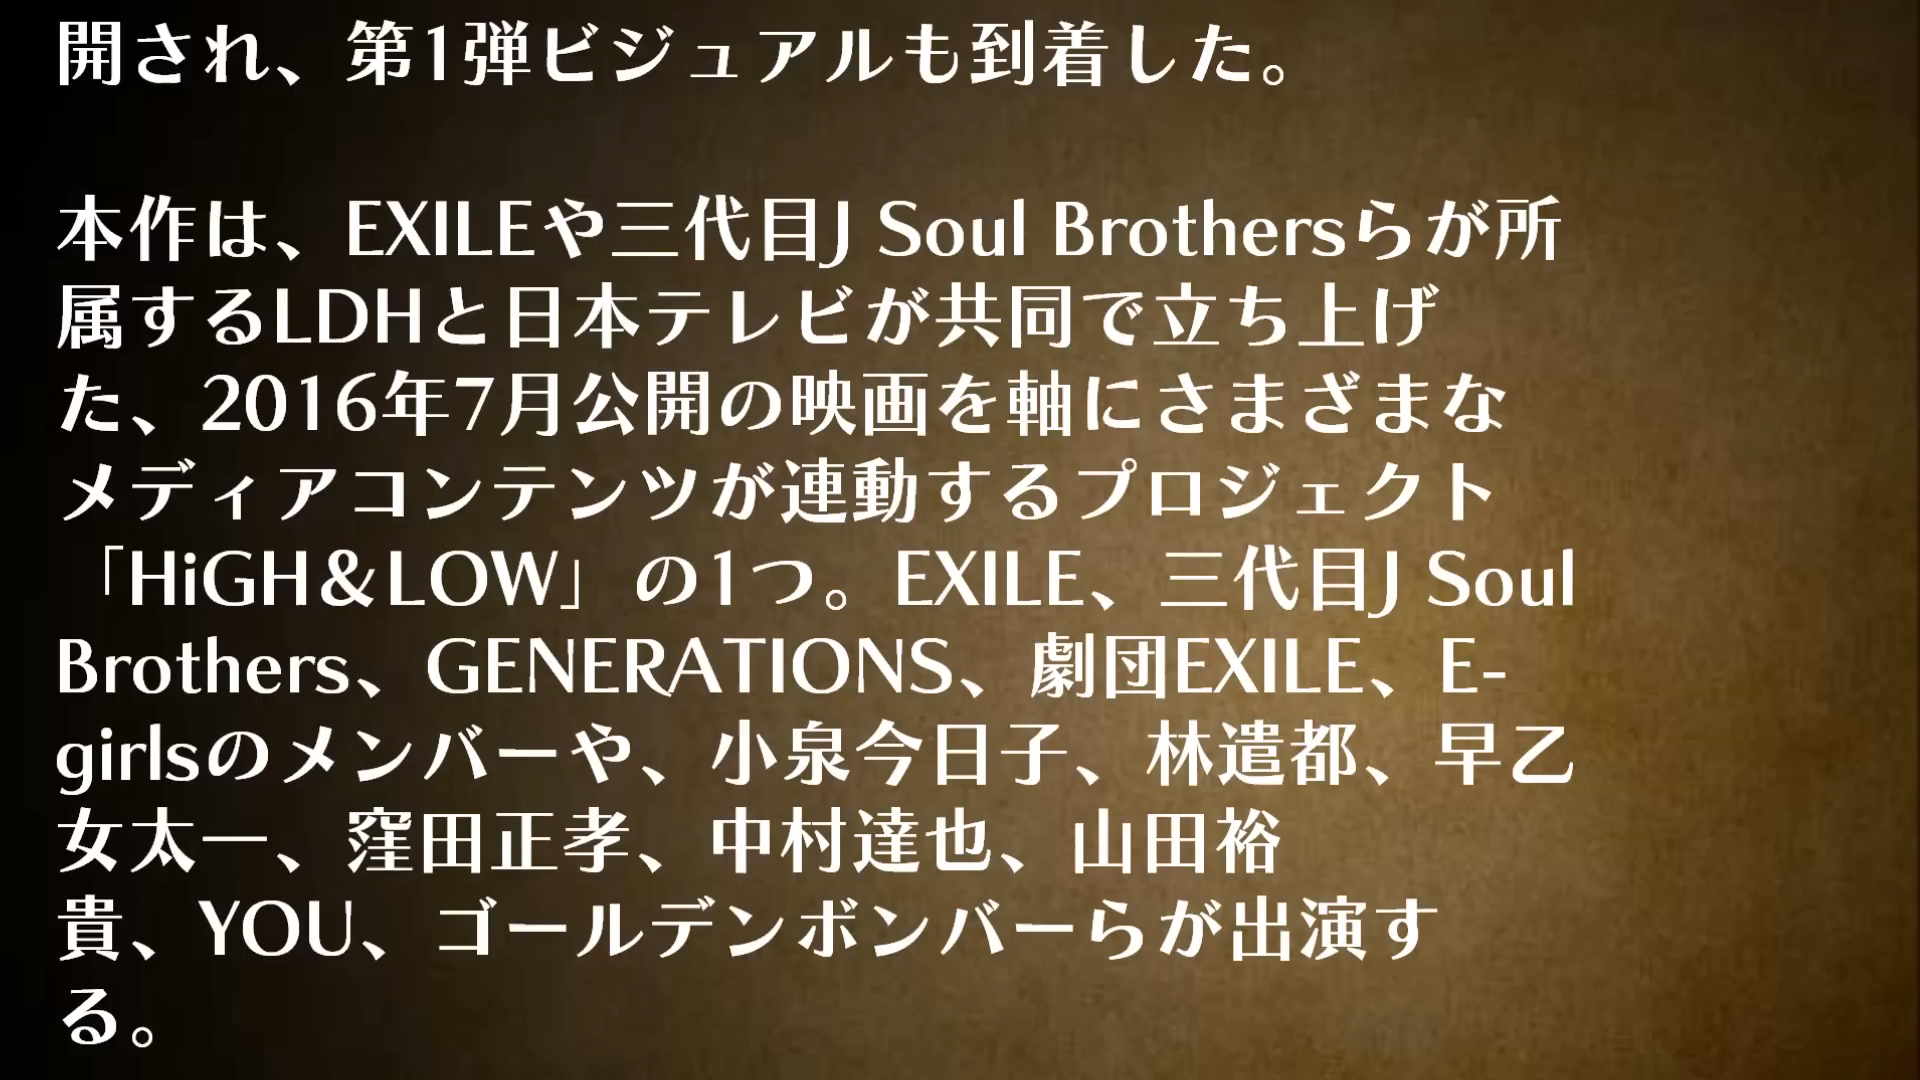 開され、第1弾ビジュアルも到着した。
本作は、EXILEや三代目J Soul Brothersらが所
属するLDHと日本テレビが共同で立ち上げ
た、2016年7月公開の映画を軸にさまざまな
メディアコンテンツが連動するプロジェクト
「HiGH＆LOW」の1つ。EXILE、三代目J Soul
Brothers、GENERATIONS、劇団EXILE、E-
girlsのメンバーや、小泉今日子、林遣都、早乙
女太一、窪田正孝、中村達也、山田裕
貴、YOU、ゴールデンボンバーらが出演す
る。